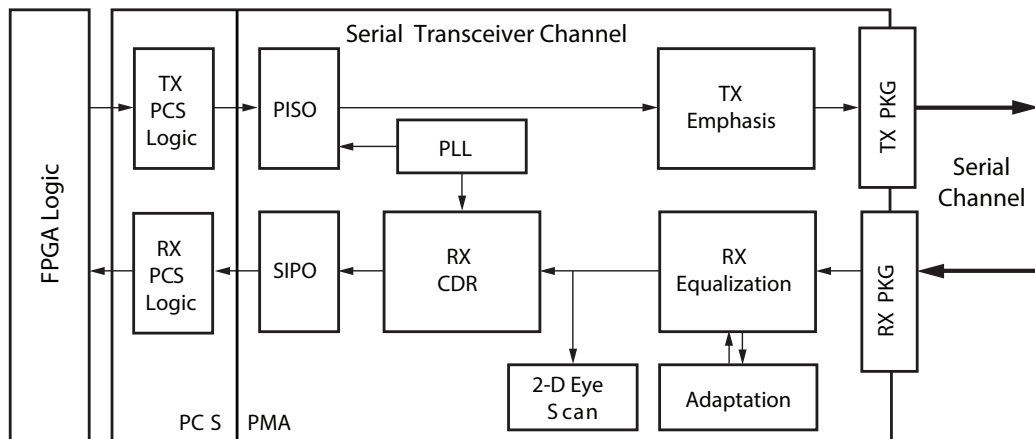 Serial Transceiver Channel
FPGA Logic
TX
PCS
Logic
PISO
TX
Emphasis
TX PKG
PLL
Serial
Channel
RX
PCS
Logic
SIPO
RX
CDR
RX
Equalization
RX PKG
2-D Eye
S can
Adaptation
PC S
PMA